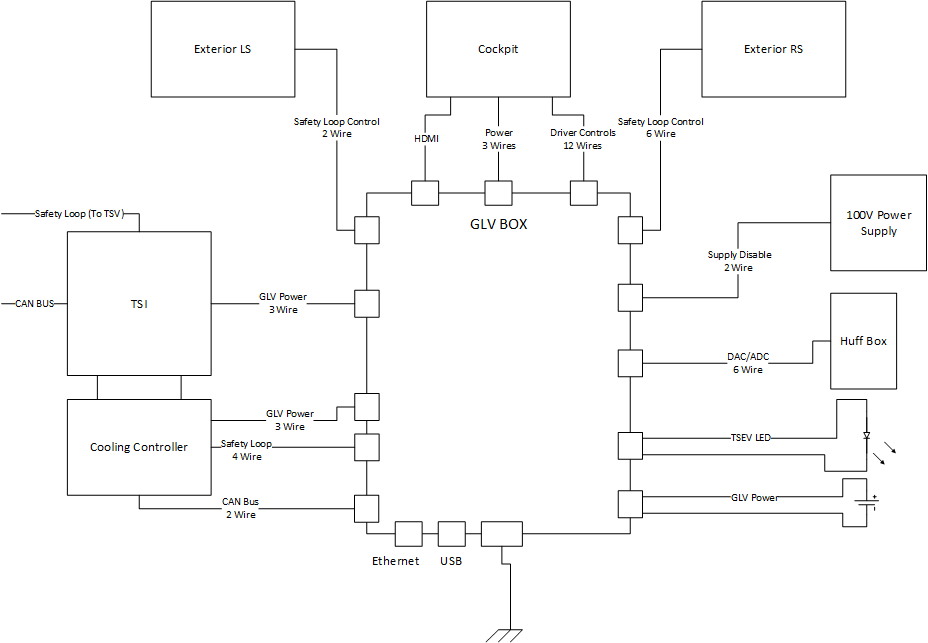 Exterior LS
Cockpit
Exterior RS
Safety Loop Control
2 Wire
HDMI
Power
3 Wires
Driver Controls
12 Wires
Safety Loop Control
6 Wire
GLV BOX
Safety Loop (To TSV)
100V Power
Supply
Supply Disable
2 Wire
CAN BUS
TSI
GLV Power
3 Wire
Huff Box
DAC/ADC
6 Wire
GLV Power
3 Wire
Cooling Controller
Safety Loop
4 Wire
TSEV LED
CAN Bus
2 Wire
GLV Power
+
-
Ethernet
USB